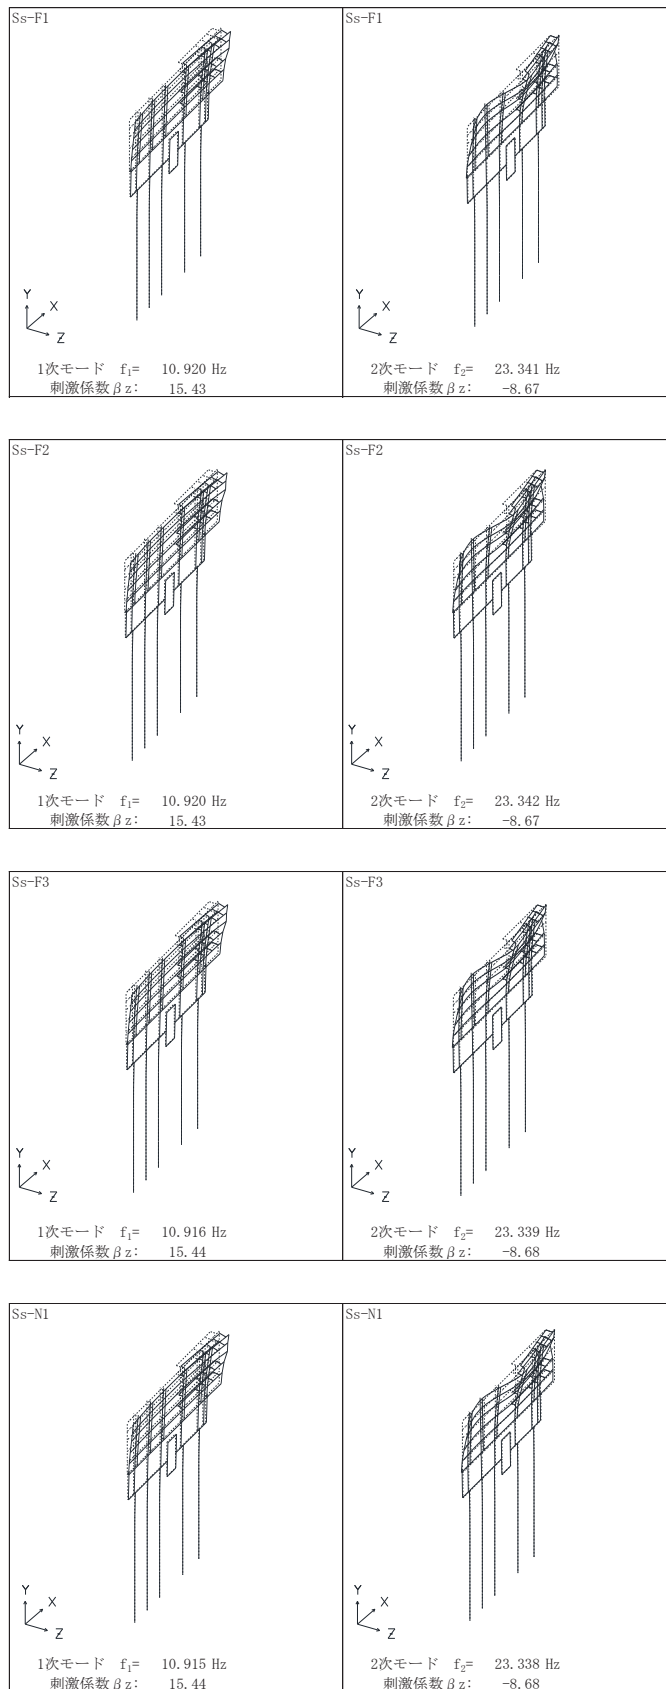 Ss-F1
Y
X
Z
1次モード f₁= 10.920 Hz
刺激係数βz: 15.43
Ss-F1
Y
X
Z
2次モード f₂= 23.341 Hz
刺激係数βz: -8.67
Ss-F2
Y
X
Z
1次モード f₁= 10.920 Hz
刺激係数βz: 15.43
Ss-F2
Y
X
Z
2次モード f₂= 23.342 Hz
刺激係数βz: -8.67
Ss-F3
Y
X
Z
1次モード f₁= 10.916 Hz
刺激係数βz: 15.44
Ss-F3
Y
X
Z
2次モード f₂= 23.339 Hz
刺激係数βz: -8.68
Ss-N1
Y
X
Z
1次モード f₁= 10.915 Hz
刺激係数βz: 15.44
Ss-N1
Y
X
Z
2次モード f₂= 23.338 Hz
刺激係数βz: -8.68